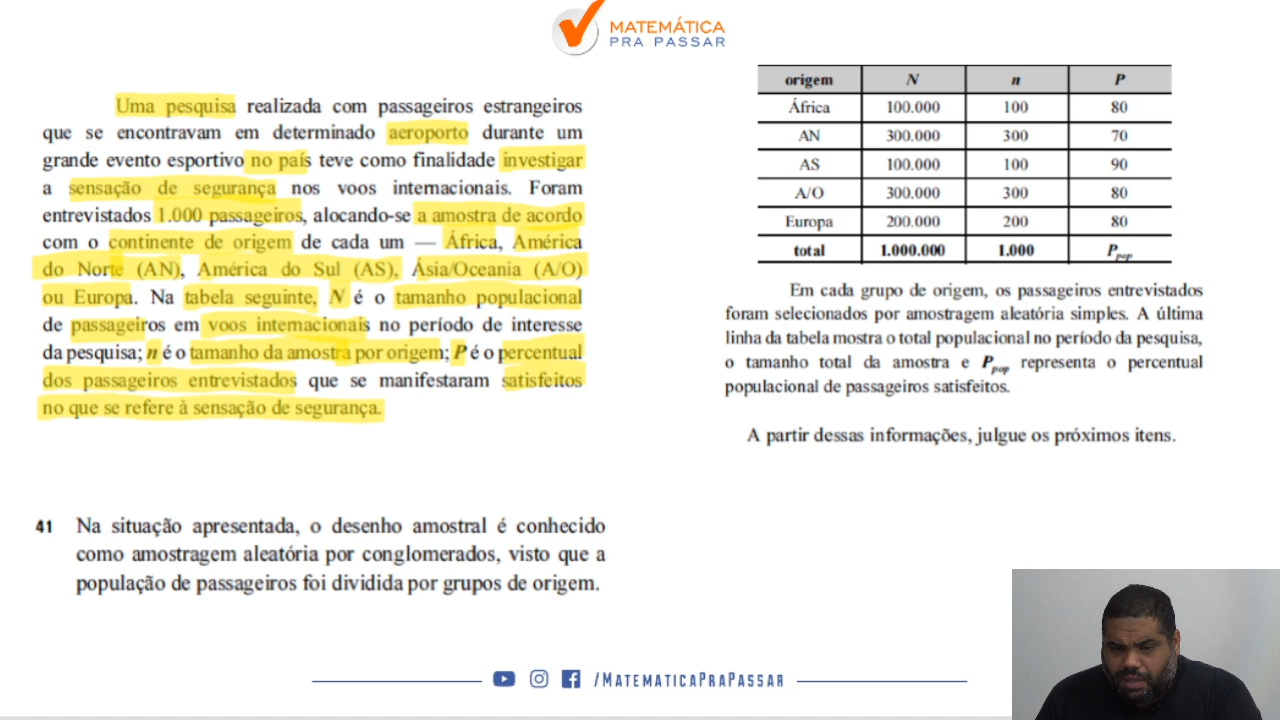 MATEMÁTICA
PRA PASSAR
Uma pesquisa realizada com passageiros estrangeiros
que se encontravam em determinado aeroporto durante um
grande evento esportivo no país teve como finalidade investigar
a sensação de segurança nos voos internacionais. Foram
entrevistados 1.000 passageiros, alocando-se a amostra de acordo
com o continente de origem de cada um — África, América
do Norte (AN), América do Sul (AS), Ásia/Oceania (A/O)
ou Europa. Na tabela seguinte, N é o tamanho populacional
de passageiros em voos internacionais no período de interesse
da pesquisa; n é o tamanho da amostra por origem; P é o percentual
dos passageiros entrevistados que se manifestaram satisfeitos
no que se refere à sensação de segurança.
origem N n P
África 100.000 100 80
AN 300.000 300 70
AS 100.000 100 90
A/O 300.000 300 80
Europa 200.000 200 80
total 1.000.000 1.000 Ppop
Em cada grupo de origem, os passageiros entrevistados
foram selecionados por amostragem aleatória simples. A última
linha da tabela mostra o total populacional no período da pesquisa,
o tamanho total da amostra e Ppop representa o percentual
populacional de passageiros satisfeitos.
A partir dessas informações, julgue os próximos itens.
41 Na situação apresentada, o desenho amostral é conhecido
como amostragem aleatória por conglomerados, visto que a
população de passageiros foi dividida por grupos de origem.
/MATEMATICAPRAPASSAR